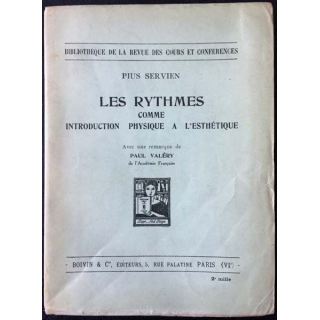 BIBLIOTHÈQUE DE LA REVUE DES COURS ET CONFÉRENCES
PIUS SERVIEN
LES RYTHMES
COMME
INTRODUCTION PHYSIQUE A L'ESTHÉTIQUE
Avec une remarque de
PAUL VALÉRY
de l'Académie Française
- BOIVIN & Cie, ÉDITEURS, 5, RUE PALATINE PARIS (VIe) -
2e mille